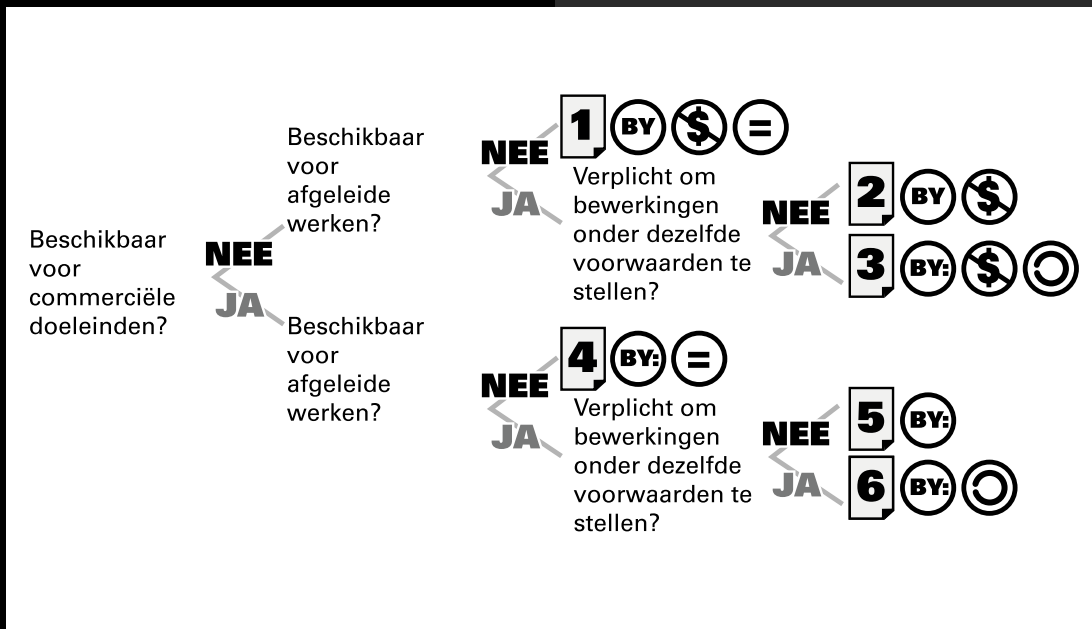 Beschikbaar
voor
commerciële
doeleinden?
NEE
JA
Beschikbaar
voor
afgeleide
werken?
NEE
JA
1 BY $ =
Verplicht om
bewerkingen
onder dezelfde
voorwaarden te
stellen?
NEE
JA
2 BY $
3 BY: $
Beschikbaar
voor
afgeleide
werken?
NEE
JA
4 BY: =
Verplicht om
bewerkingen
onder dezelfde
voorwaarden te
stellen?
NEE
JA
5 BY:
6 BY: